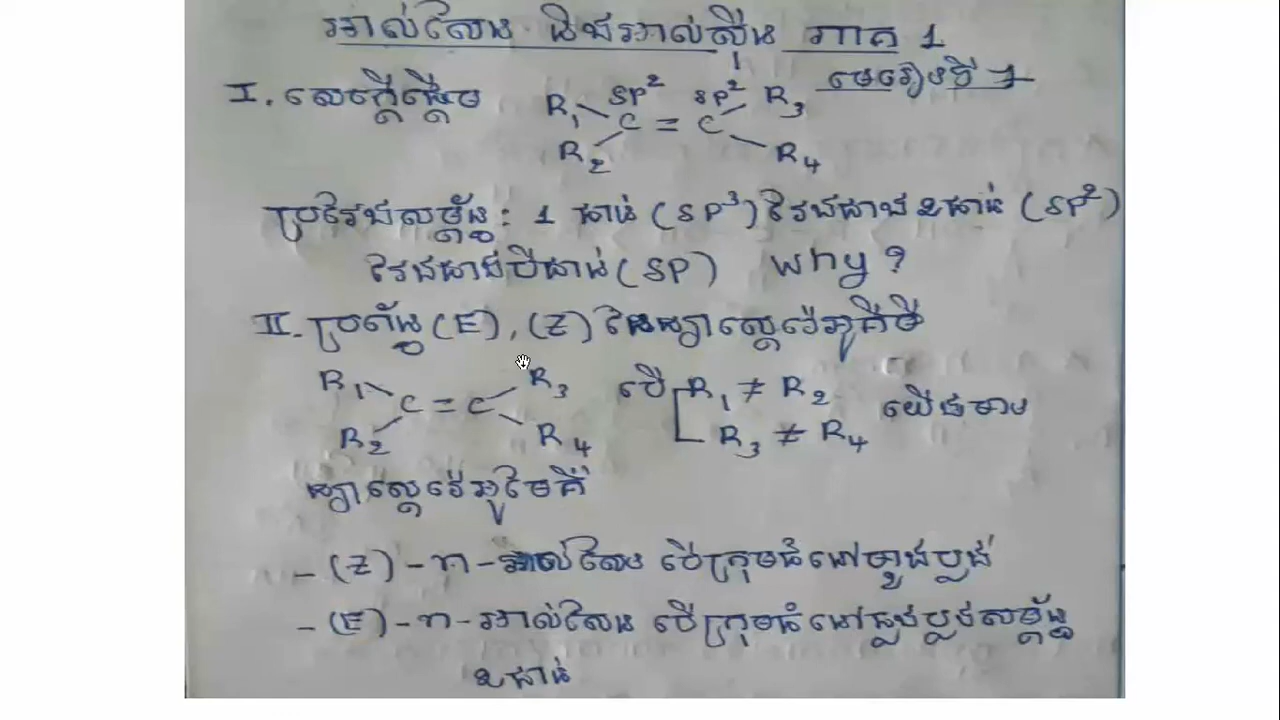 អាល់សែន និងអាល់ស៊ីន ភាគ 1
មេរៀនទី 1
I. សេចក្តីផ្តើម
R₁ SP² SP² R₃
C = C
R₂ R₄
ប្រវែងសម្ព័ន្ធ: 1 ជាន់ (SP³) វែងជាង 2ជាន់ (SP²)
វែងជាងបីជាន់ (SP) Why?
II. ប្រព័ន្ធ (E), (Z) នៃ
R₁ R₃ បើ R₁ ≠ R₂
C = C យើងមាន
R₂ R₄ R₃ ≠ R₄
- (Z) - n - អាល់សែន បើក្រុមធំនៅម្ខាងប្លង់
- (E) - n - អាល់សែន បើក្រុមធំនៅឆ្លងប្លង់សម្ព័ន្ធ
2ជាន់